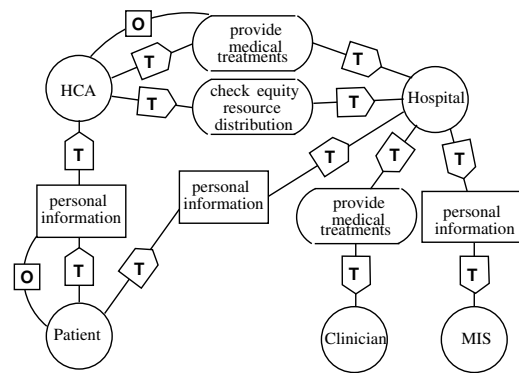 O
provide
medical
treatments
T
T
HCA
check equity
resource
distribution
T
T
Hospital
T
T
T
T
personal
information
personal
information
provide
medical
treatments
personal
information
O
T
T
T
T
Patient
Clinician
MIS